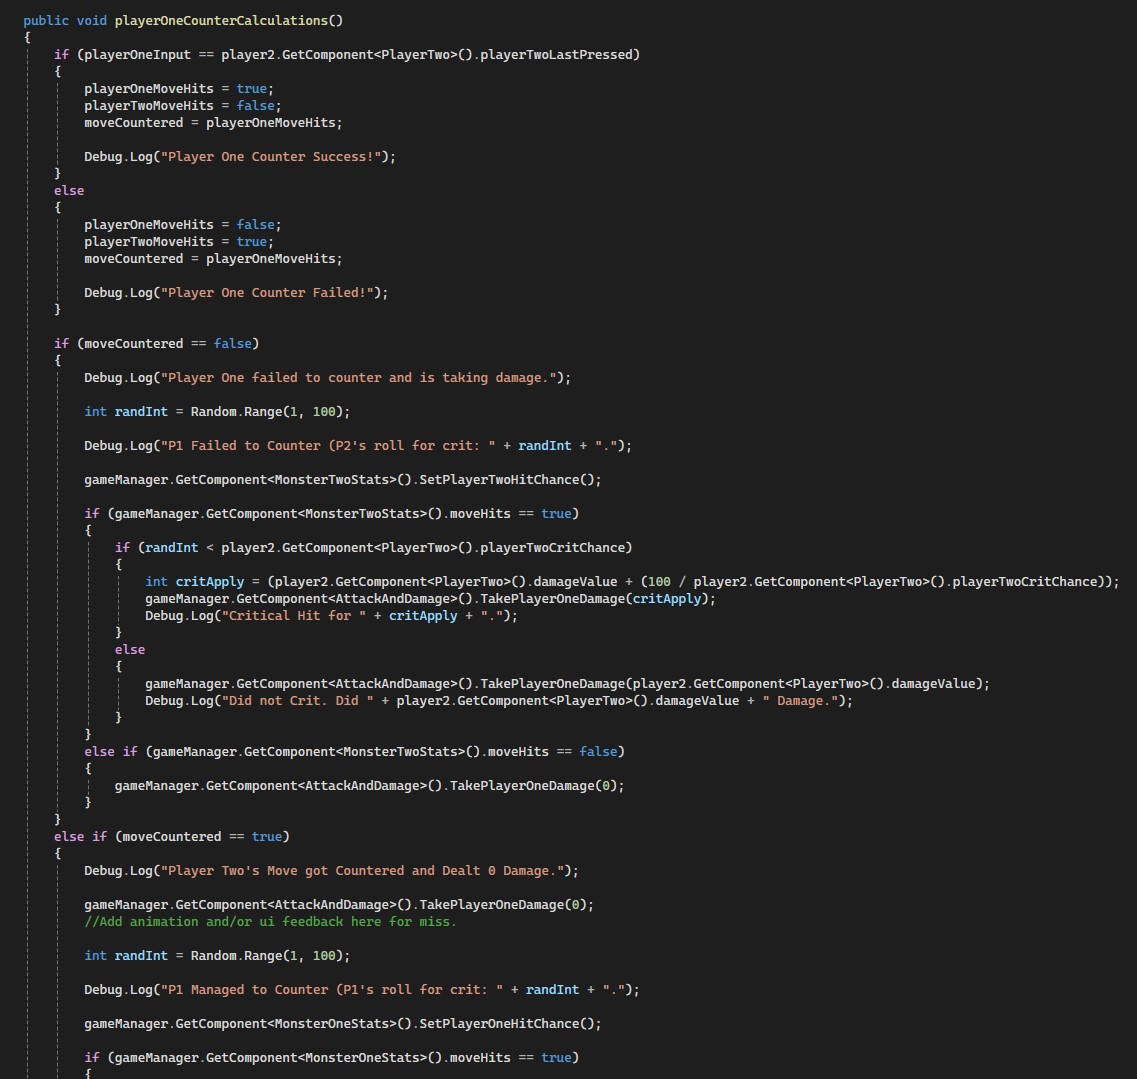 public void playerOneCounterCalculations()
{
if (playerOneInput == player2.GetComponent<PlayerTwo>().playerTwoLastPressed)
{
playerOneMoveHits = true;
playerTwoMoveHits = false;
moveCountered = playerOneMoveHits;
Debug.Log("Player One Counter Success!");
}
else
{
playerOneMoveHits = false;
playerTwoMoveHits = true;
moveCountered = playerOneMoveHits;
Debug.Log("Player One Counter Failed!");
}
if (moveCountered == false)
{
Debug.Log("Player One failed to counter and is taking damage.");
int randInt = Random.Range(1, 100);
Debug.Log("P1 Failed to Counter (P2's roll for crit: " + randInt + ".");
gameManager.GetComponent<MonsterTwoStats>().SetPlayerTwoHitChance();
if (gameManager.GetComponent<MonsterTwoStats>().moveHits == true)
{
if (randInt < player2.GetComponent<PlayerTwo>().playerTwoCritChance)
{
int critApply = (player2.GetComponent<PlayerTwo>().damageValue + (100 / player2.GetComponent<PlayerTwo>().playerTwoCritChance));
gameManager.GetComponent<AttackAndDamage>().TakePlayerOneDamage(critApply);
Debug.Log("Critical Hit for " + critApply + ".");
}
else
{
gameManager.GetComponent<AttackAndDamage>().TakePlayerOneDamage(player2.GetComponent<PlayerTwo>().damageValue);
Debug.Log("Did not Crit. Did " + player2.GetComponent<PlayerTwo>().damageValue + " Damage.");
}
}
else if (gameManager.GetComponent<MonsterTwoStats>().moveHits == false)
{
gameManager.GetComponent<AttackAndDamage>().TakePlayerOneDamage(0);
}
}
else if (moveCountered == true)
{
Debug.Log("Player Two's Move got Countered and Dealt 0 Damage.");
gameManager.GetComponent<AttackAndDamage>().TakePlayerOneDamage(0);
//Add animation and/or ui feedback here for miss.
int randInt = Random.Range(1, 100);
Debug.Log("P1 Managed to Counter (P1's roll for crit: " + randInt + ".");
gameManager.GetComponent<MonsterOneStats>().SetPlayerOneHitChance();
if (gameManager.GetComponent<MonsterOneStats>().moveHits == true)
{